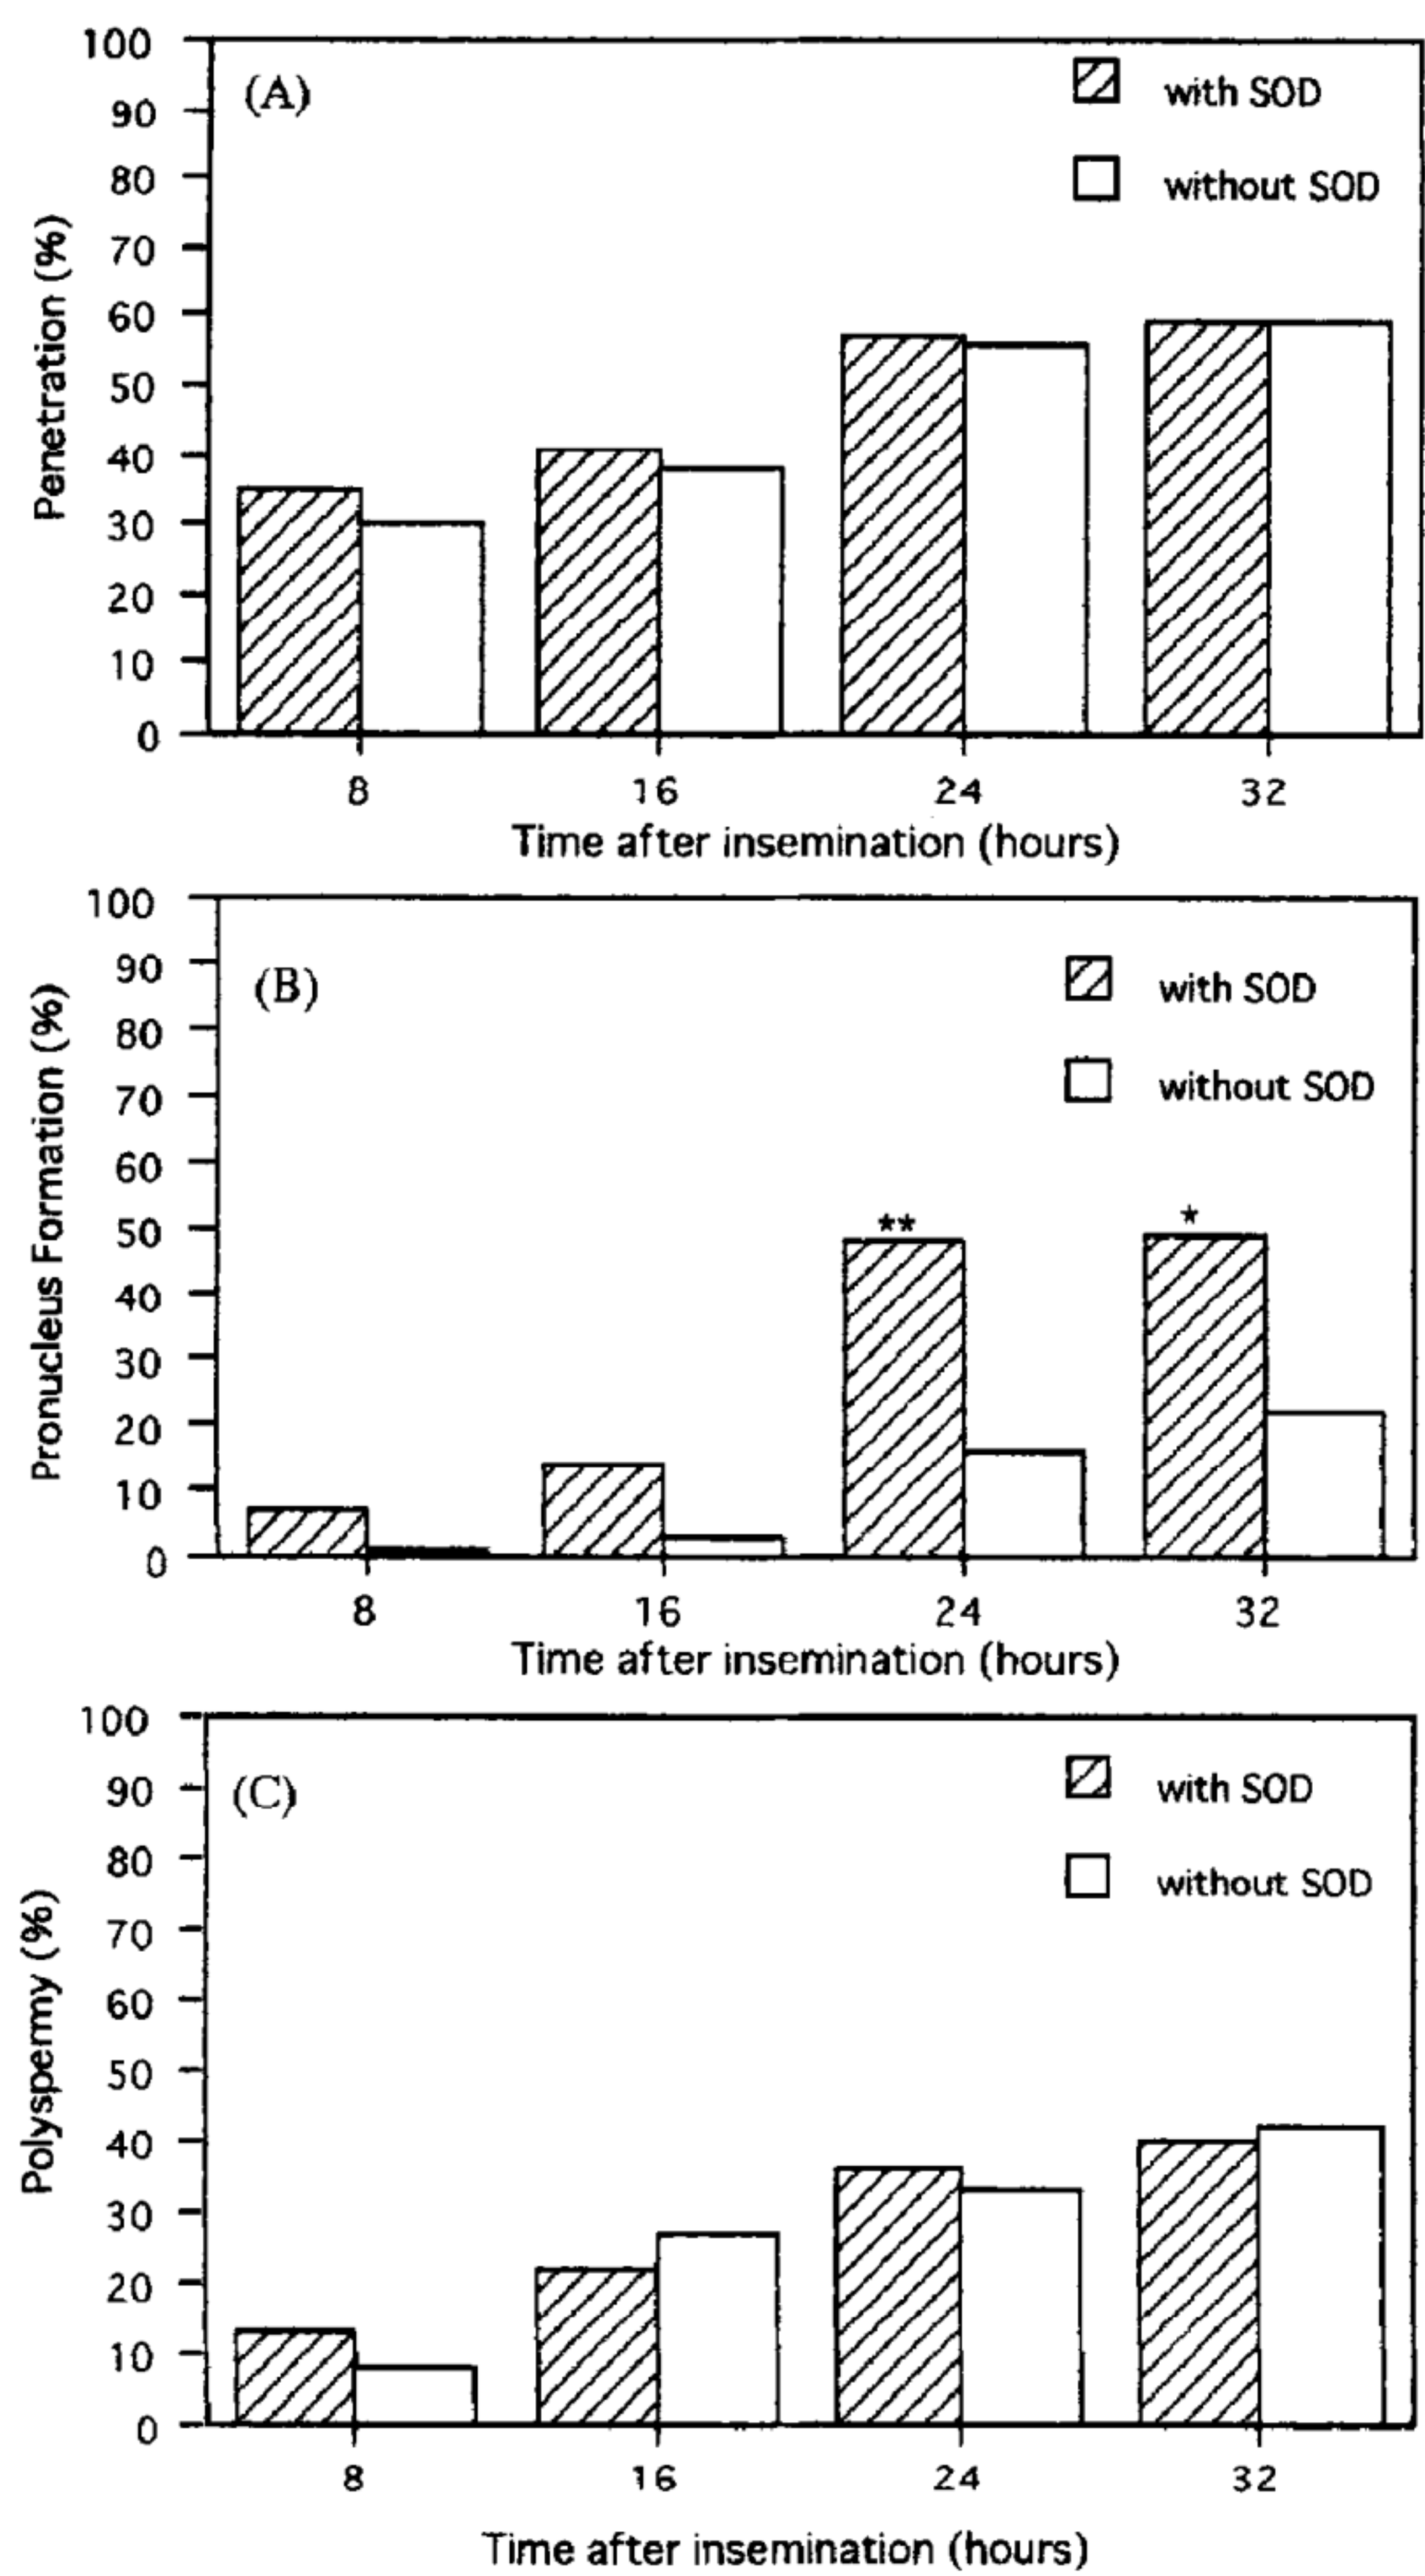 100
(A)
with SOD
90
without SOD
80
70
60
50
40
30
20
10
0
Penetration (%)
8 16 24 32
Time after insemination (hours)
100
(B)
with SOD
90
80
without SOD
70
60
50
** *
40
30
20
10
0
Pronucleus Formation (%)
8 16 24 32
Time after insemination (hours)
100
(C)
with SOD
90
80
without SOD
70
60
50
40
30
20
10
0
Polyspermy (%)
8 16 24 32
Time after insemination (hours)